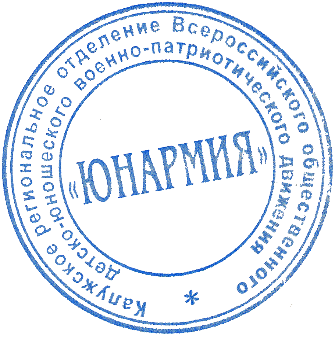 Калужское региональное отделение Всероссийского общественного
детско-юношеского военно-патриотического движения
«ЮНАРМИЯ»
*